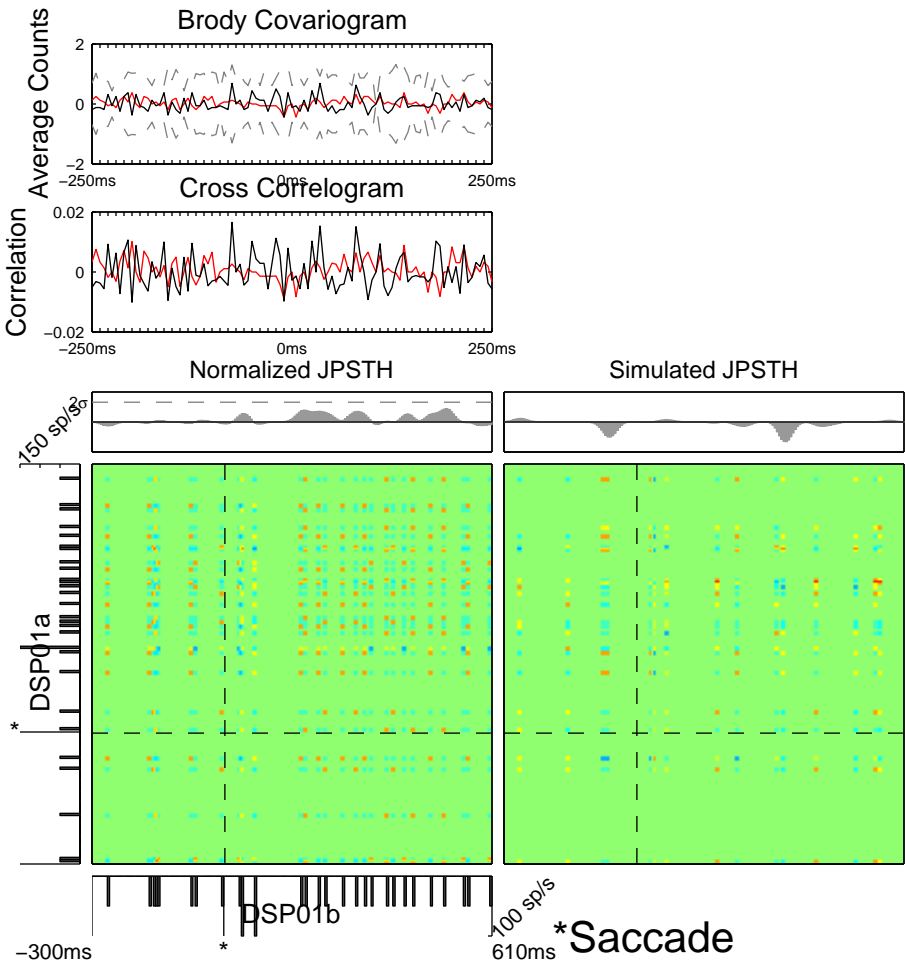 Brody Covariogram
Average Counts
2
0
−2
−250ms
0ms
250ms
Cross Correlogram
Correlation
0.02
0
−0.02
−250ms
0ms
250ms
Normalized JPSTH
Simulated JPSTH
150 sp/s
2σ
DSP01a
*
DSP01b
100 sp/s
−300ms
*
610ms
*Saccade